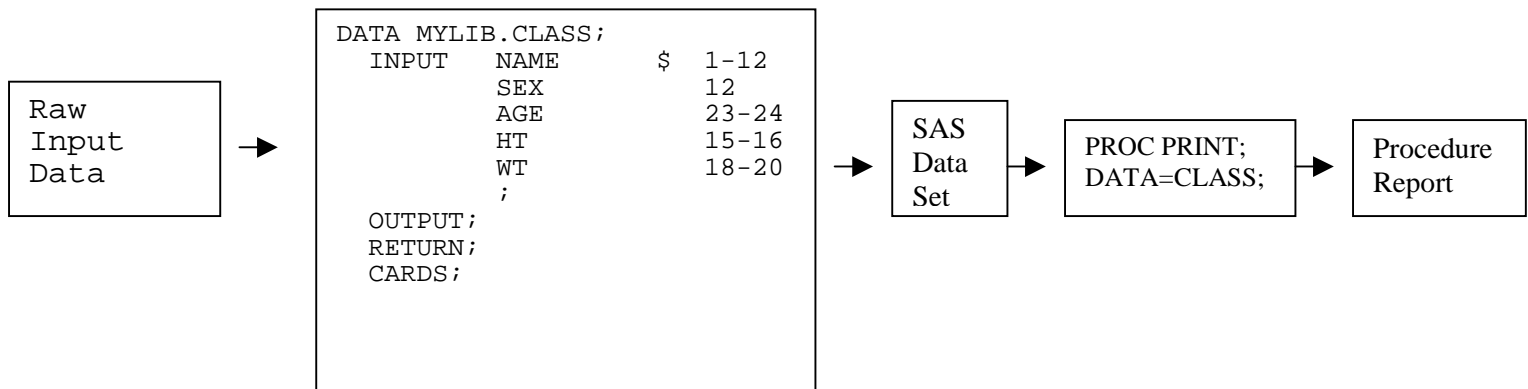 Raw
Input
Data
DATA MYLIB.CLASS;
INPUT NAME $ 1-12
SEX 12
AGE 23-24
HT 15-16
WT 18-20
;
OUTPUT;
RETURN;
CARDS;
SAS
Data
Set
PROC PRINT;
DATA=CLASS;
Procedure
Report